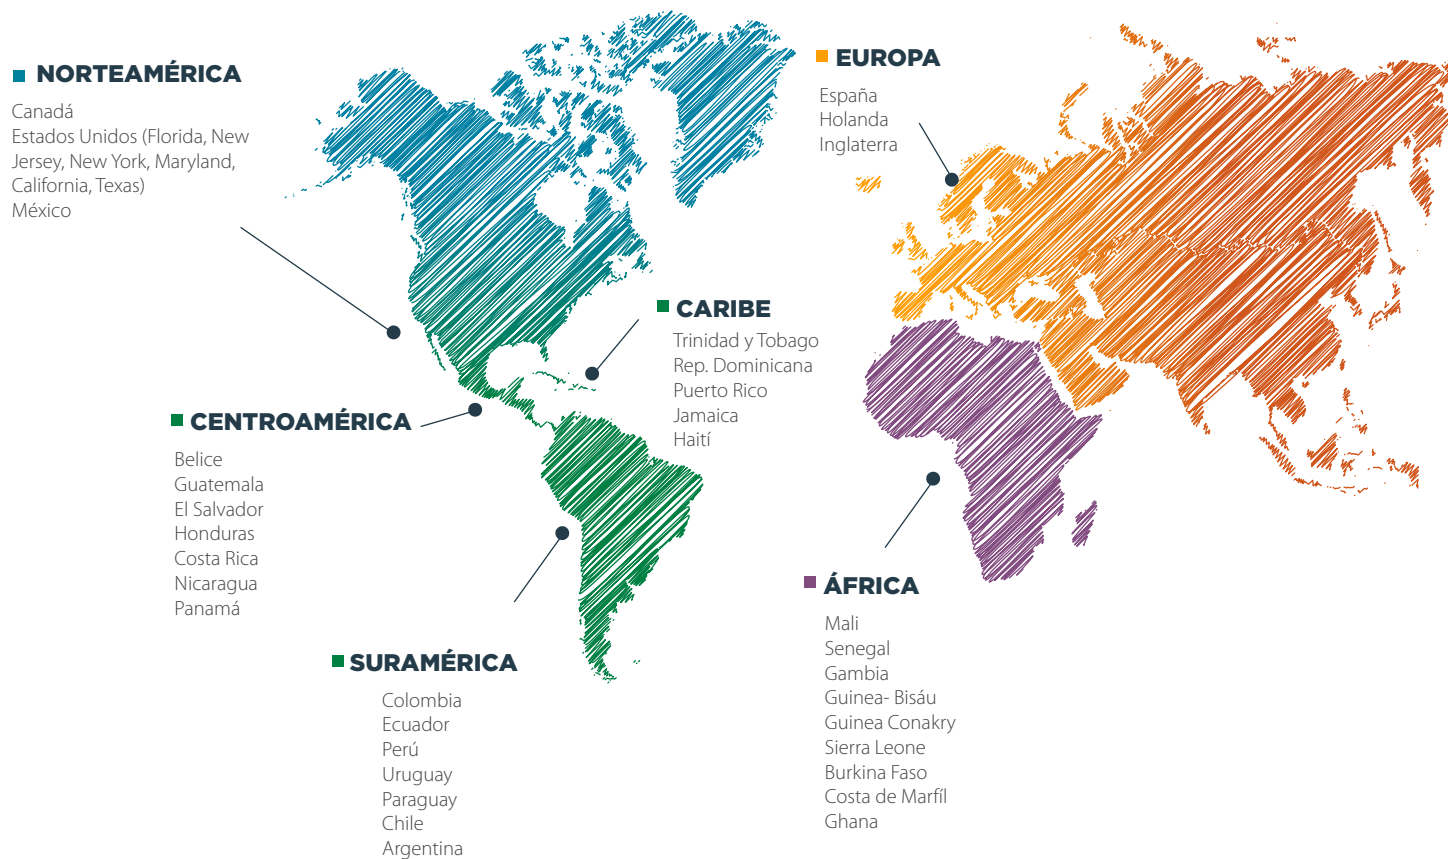 NORTEAMÉRICA
Canadá
Estados Unidos (Florida, New
Jersey, New York, Maryland,
California, Texas)
México
EUROPA
España
Holanda
Inglaterra
CARIBE
Trinidad y Tobago
Rep. Dominicana
Puerto Rico
Jamaica
Haití
CENTROAMÉRICA
Belice
Guatemala
El Salvador
Honduras
Costa Rica
Nicaragua
Panamá
SURAMÉRICA
Colombia
Ecuador
Perú
Uruguay
Paraguay
Chile
Argentina
ÁFRICA
Mali
Senegal
Gambia
Guinea- Bisáu
Guinea Conakry
Sierra Leone
Burkina Faso
Costa de Marfíl
Ghana